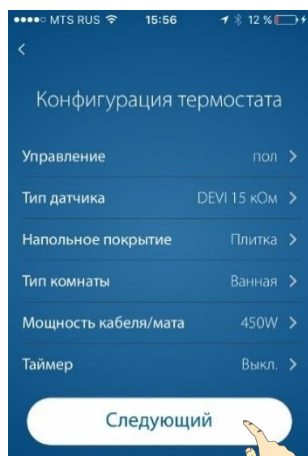 MTS RUS 15:56 12 %
Конфигурация термостата
Управление пол
Тип датчика DEVI 15 кОм
Напольное покрытие Плитка
Тип комнаты Ванная
Мощность кабеля/мата 450W
Таймер Выкл.
Следующий